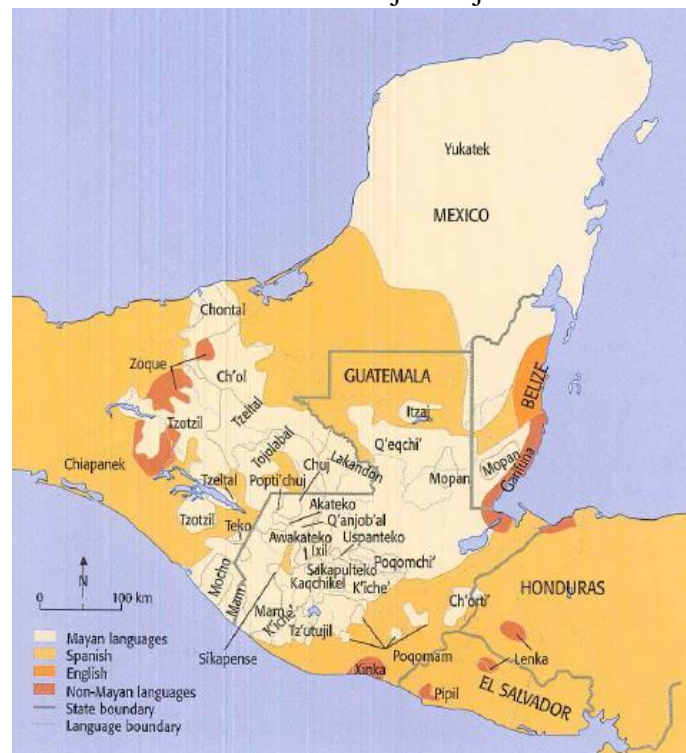 Yukatek
MEXICO
Chontal
Zoque
Ch'ol
GUATEMALA
BELIZE
Tzeltal
Itzaj
Tzotzil
Tojolabal
Q'eqchi'
Chiapanek
Chuj
Lakandon
Mopan
Mopan
Garifuna
Tzeltal
Popti'chuj
Akateko
Tzotzil
Teko
Q'anjob'al
Awakateko
Uspanteko
Ixil
Mocho
Sakapulteko
Poqomchi'
N
Kaqchikel
K'iche'
HONDURAS
0 100 km
Mam
Mam
Ch'orti'
K'iche'
Tz'utujil
Mayan languages
Spanish
Sikapense
Poqomam
Lenka
English
Xinka
Non-Mayan languages
Pipil
EL SALVADOR
State boundary
Language boundary